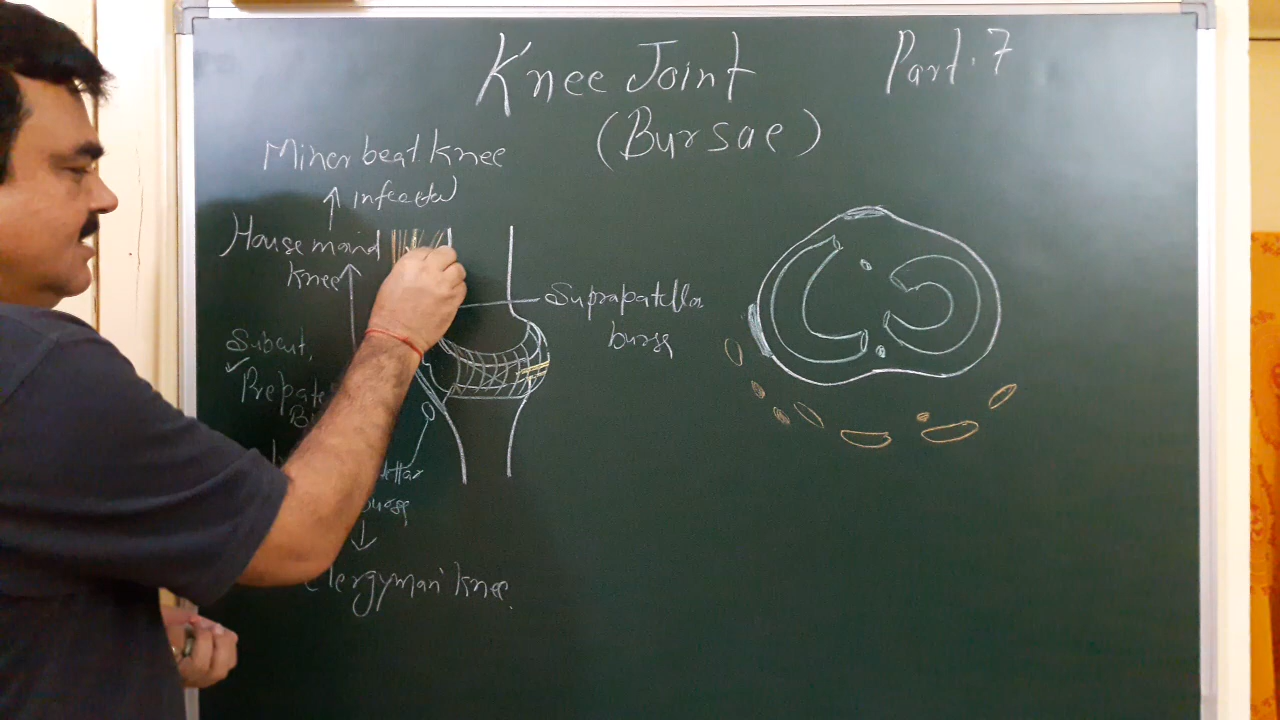 Knee Joint
Part. 7
(Bursae)
Miner beat Knee
infected
House maid
Knee
Suprapatellar
bursa
Subcut.
Prepate
Clergyman' Knee.